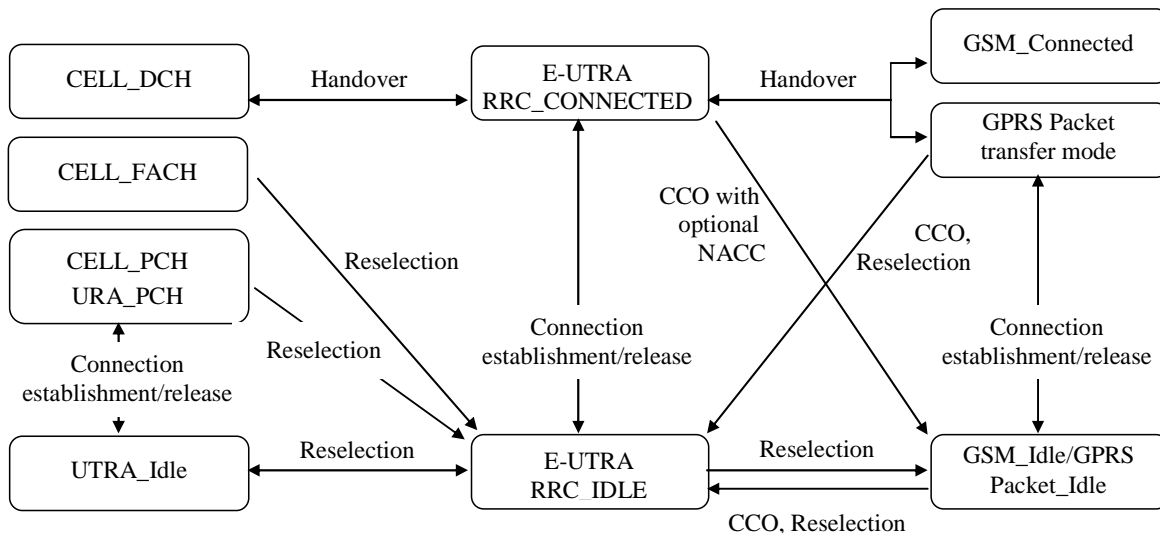 CELL_DCH
Handover
E-UTRA
RRC_CONNECTED
Handover
GSM_Connected
GPRS Packet
transfer mode
CELL_FACH
CCO with
optional
NACC
CCO,
Reselection
CELL_PCH
URA_PCH
Reselection
Reselection
Connection
establishment/release
Connection
establishment/release
Connection
establishment/release
UTRA_Idle
Reselection
E-UTRA
RRC_IDLE
Reselection
CCO, Reselection
GSM_Idle/GPRS
Packet_Idle